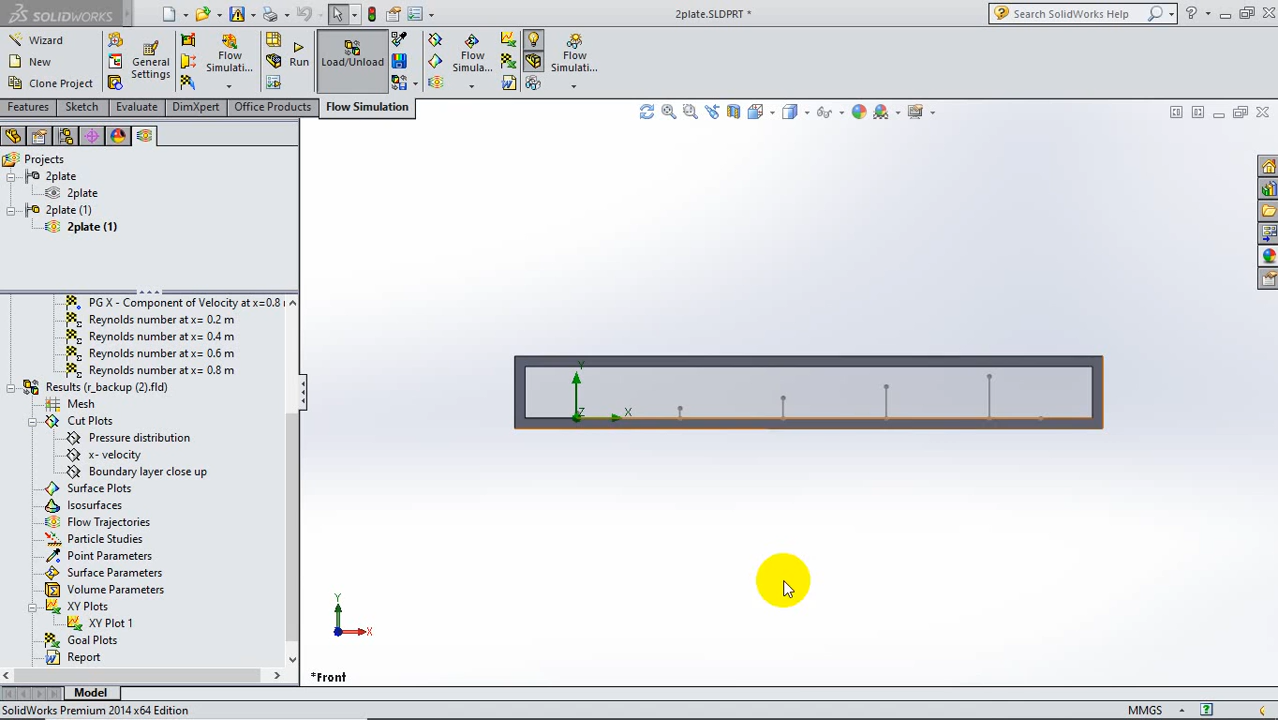 SOLIDWORKS
2plate.SLDPRT *
Search SolidWorks Help
Wizard
New
Clone Project
General
Settings
Flow
Simulati...
Run
Load/Unload
Flow
Simula...
Flow
Simulati...
Features
Sketch
Evaluate
DimXpert
Office Products
Flow Simulation
Projects
2plate
2plate
2plate (1)
2plate (1)
PG X - Component of Velocity at x=0.8
Reynolds number at x= 0.2 m
Reynolds number at x= 0.4 m
Reynolds number at x= 0.6 m
Reynolds number at x= 0.8 m
Results (r_backup (2).fld)
Mesh
Cut Plots
Pressure distribution
x- velocity
Boundary layer close up
Surface Plots
Isosurfaces
Flow Trajectories
Particle Studies
Point Parameters
Surface Parameters
Volume Parameters
XY Plots
XY Plot 1
Goal Plots
Report
Y
Z
X
Y
X
*Front
Model
SolidWorks Premium 2014 x64 Edition
MMGS